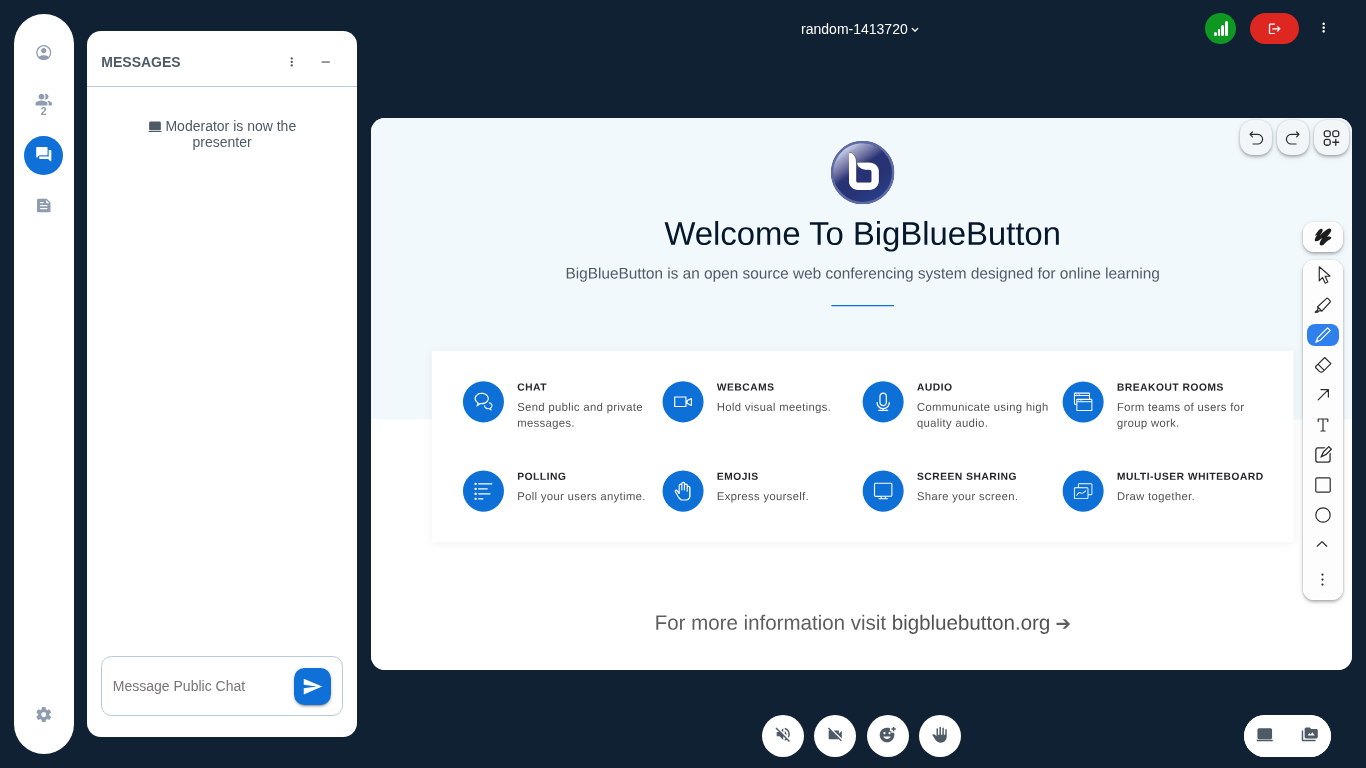 random-1413720
2
MESSAGES
Moderator is now the
presenter
Message Public Chat
Welcome To BigBlueButton
BigBlueButton is an open source web conferencing system designed for online learning
CHAT
Send public and private
messages.
WEBCAMS
Hold visual meetings.
AUDIO
Communicate using high
quality audio.
BREAKOUT ROOMS
Form teams of users for
group work.
POLLING
Poll your users anytime.
EMOJIS
Express yourself.
SCREEN SHARING
Share your screen.
MULTI-USER WHITEBOARD
Draw together.
For more information visit bigbluebutton.org ➔